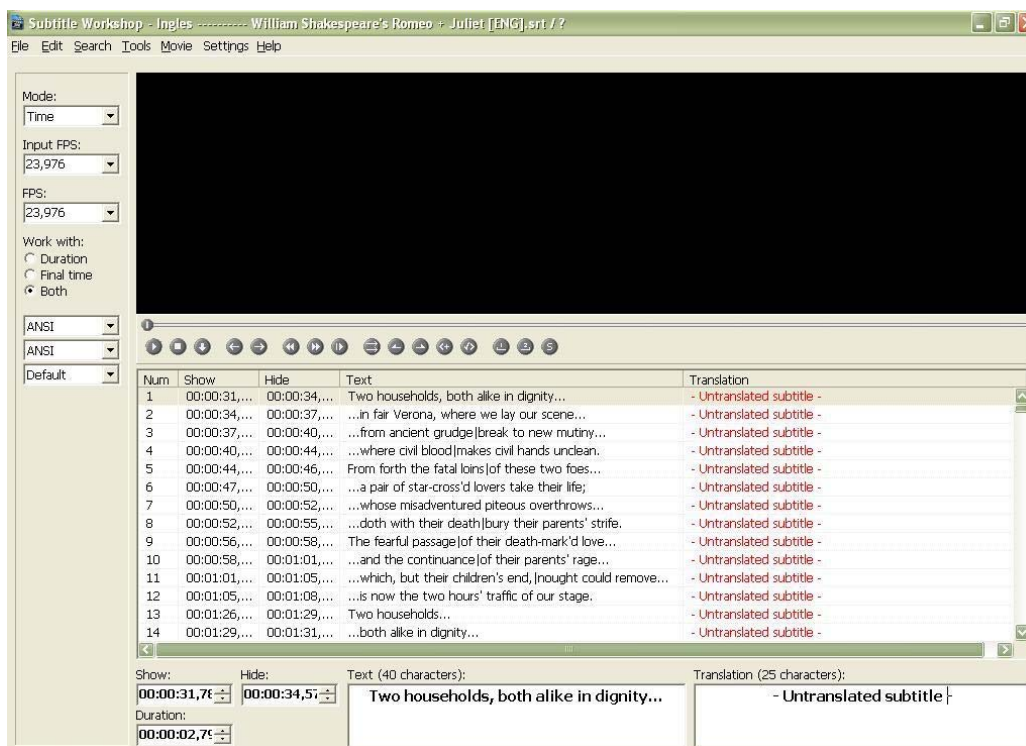 Subtitle Workshop - Ingles ---------- William Shakespeare's Romeo + Juliet [ENG].srt / ?
File Edit Search Tools Movie Settings Help
Mode:
Time
Input FPS:
23,976
FPS:
23,976
Work with:
Duration
Final time
Both
ANSI
ANSI
Default
Num Show Hide Text Translation
1 00:00:31,... 00:00:34,... Two households, both alike in dignity... - Untranslated subtitle -
2 00:00:34,... 00:00:37,... ...in fair Verona, where we lay our scene... - Untranslated subtitle -
3 00:00:37,... 00:00:40,... ...from ancient grudge|break to new mutiny... - Untranslated subtitle -
4 00:00:40,... 00:00:44,... ...where civil blood|makes civil hands unclean. - Untranslated subtitle -
5 00:00:44,... 00:00:46,... From forth the fatal loins|of these two foes... - Untranslated subtitle -
6 00:00:47,... 00:00:50,... ...a pair of star-cross'd lovers take their life; - Untranslated subtitle -
7 00:00:50,... 00:00:52,... ...whose misadventured piteous overthrows... - Untranslated subtitle -
8 00:00:52,... 00:00:55,... ...doth with their death|bury their parents' strife. - Untranslated subtitle -
9 00:00:56,... 00:00:58,... The fearful passage|of their death-mark'd love... - Untranslated subtitle -
10 00:00:58,... 00:01:01,... ...and the continuance|of their parents' rage... - Untranslated subtitle -
11 00:01:01,... 00:01:05,... ...which, but their children's end,|nought could remove... - Untranslated subtitle -
12 00:01:05,... 00:01:08,... ...is now the two hours' traffic of our stage. - Untranslated subtitle -
13 00:01:26,... 00:01:29,... Two households... - Untranslated subtitle -
14 00:01:29,... 00:01:31,... ...both alike in dignity... - Untranslated subtitle -
Show: Hide: Text (40 characters): Translation (25 characters):
00:00:31,78 00:00:34,57 Two households, both alike in dignity... - Untranslated subtitle -
Duration:
00:00:02,79